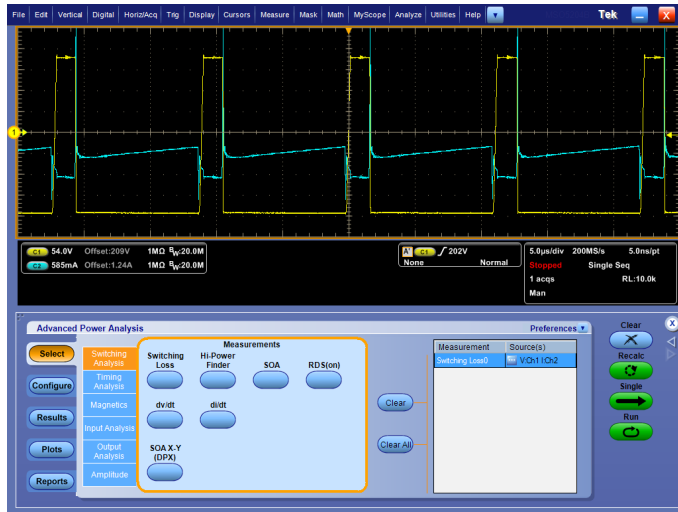 File Edit Vertical Digital Horiz/Acq Trig Display Cursors Measure Mask Math MyScope Analyze Utilities Help Tek X
1
C1 54.0V Offset:209V 1MΩ BW:20.0M
C2 585mA Offset:1.24A 1MΩ BW:20.0M
A' C1 202V
None Normal
5.0µs/div 200MS/s 5.0ns/pt
Stopped Single Seq
1 acqs RL:10.0k
Man
Advanced Power Analysis
Preferences
Clear
X
Select
Configure
Results
Plots
Reports
Switching Analysis
Timing Analysis
Magnetics
Input Analysis
Output Analysis
Amplitude
Measurements
Switching Loss
Hi-Power Finder
SOA
RDS(on)
dv/dt
di/dt
SOA X-Y (DPX)
Clear
Clear All
Measurement Source(s)
Switching Loss0 V:Ch1 I:Ch2
Recalc
Single
Run